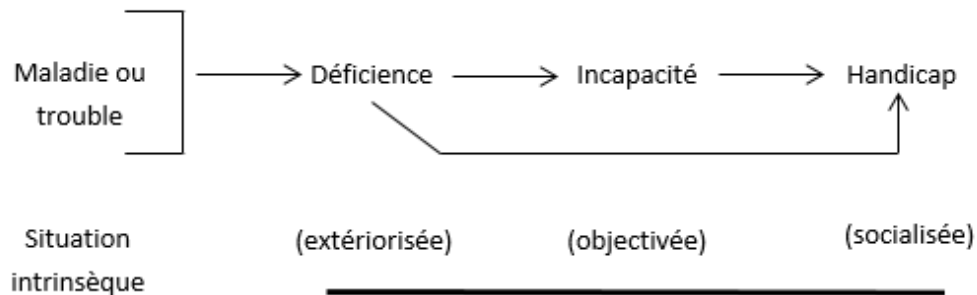 Maladie ou trouble
Déficience
Incapacité
Handicap
Situation intrinsèque
(extériorisée)
(objectivée)
(socialisée)